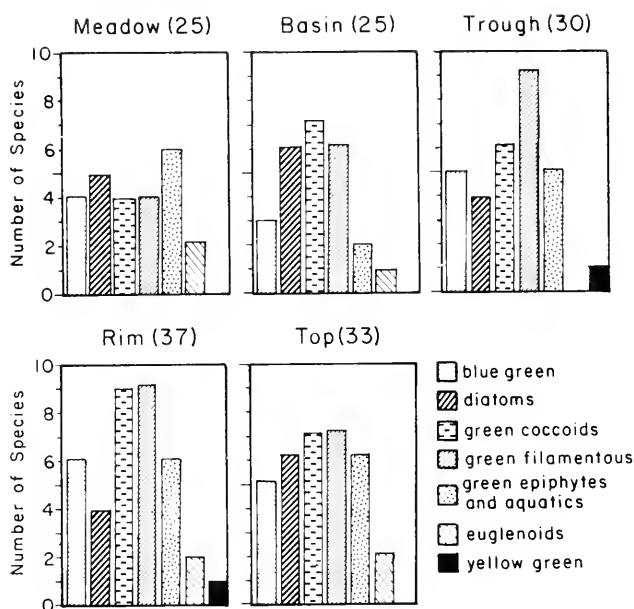 Meadow (25)
Basin (25)
Trough (30)
Number of Species
10
8
6
4
2
0
Rim (37)
Top (33)
Number of Species
10
8
6
4
2
0
blue green
diatoms
green coccoids
green filamentous
green epiphytes
and aquatics
euglenoids
yellow green